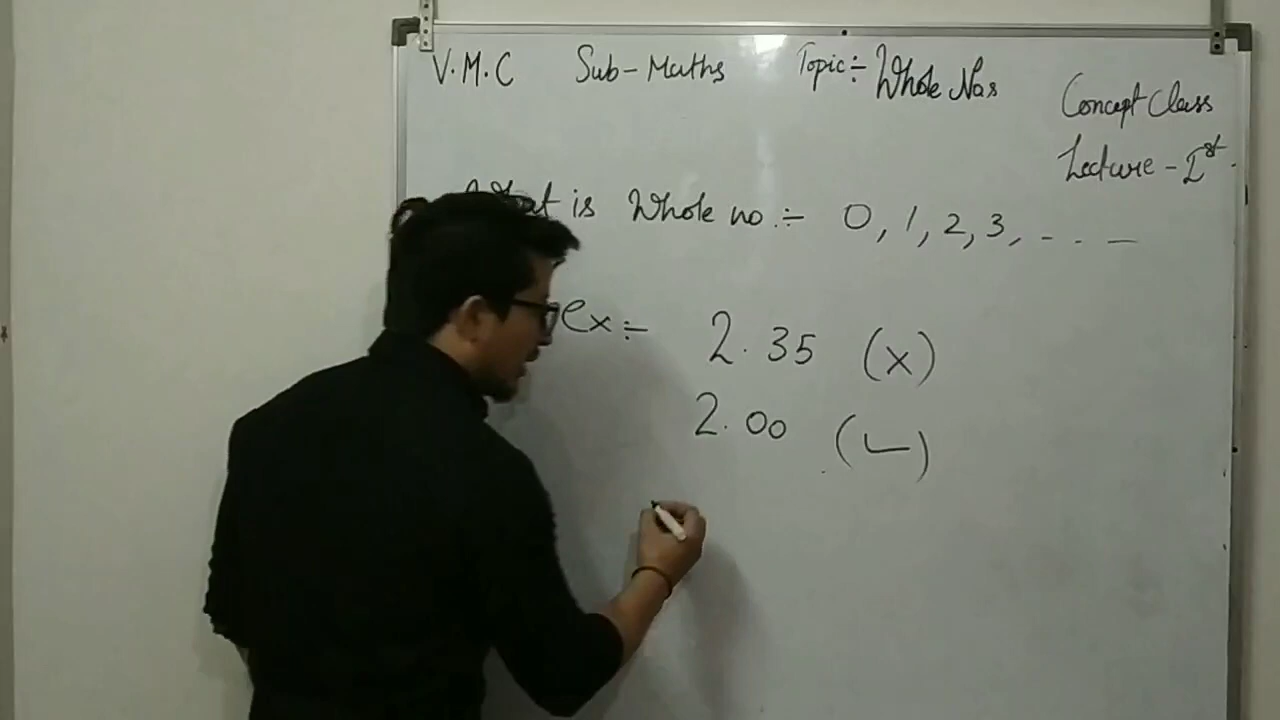 V.M.C Sub-Maths Topic÷ Whole Nos
Concept Class
Lecture - Ist.
What is Whole no.÷ 0, 1, 2, 3, - - -
ex÷ 2.35 (x)
2.00 (✓)